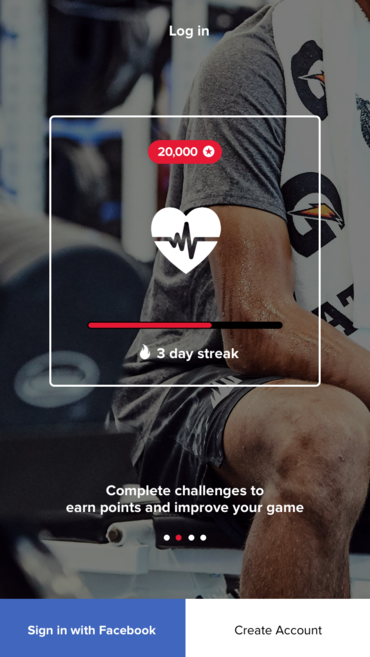 Log in
20,000
3 day streak
Complete challenges to
earn points and improve your game
Sign in with Facebook
Create Account